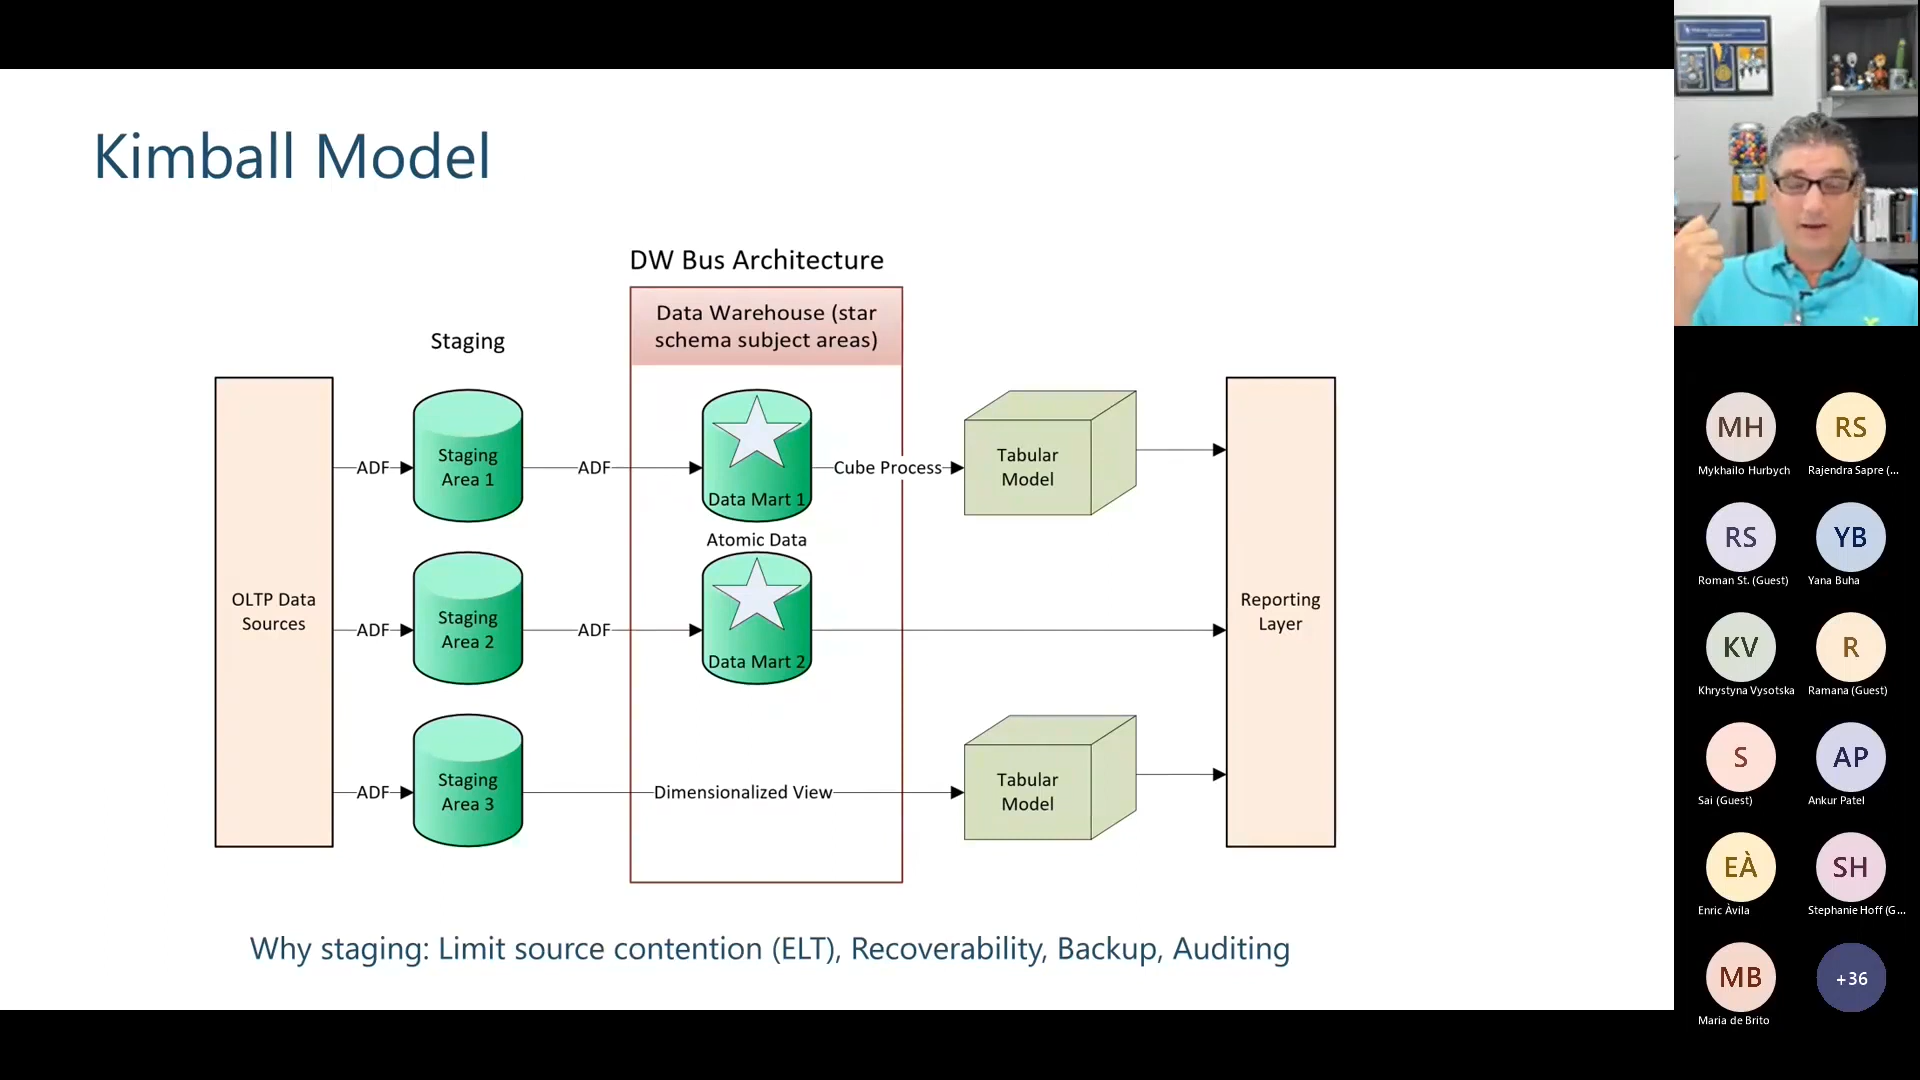 Kimball Model
DW Bus Architecture
Data Warehouse (star
schema subject areas)
Staging
OLTP Data
Sources
ADF
Staging
Area 1
ADF
Data Mart 1
Cube Process
Tabular
Model
Atomic Data
ADF
Staging
Area 2
ADF
Data Mart 2
Reporting
Layer
ADF
Staging
Area 3
Dimensionalized View
Tabular
Model
Why staging: Limit source contention (ELT), Recoverability, Backup, Auditing
MH
Mykhailo Hurbych
RS
Rajendra Sapre (...
RS
Roman St. (Guest)
YB
Yana Buha
KV
Khrystyna Vysotska
R
Ramana (Guest)
S
Sai (Guest)
AP
Ankur Patel
EÀ
Enric Àvila
SH
Stephanie Hoff (G...
MB
Maria de Brito
+36